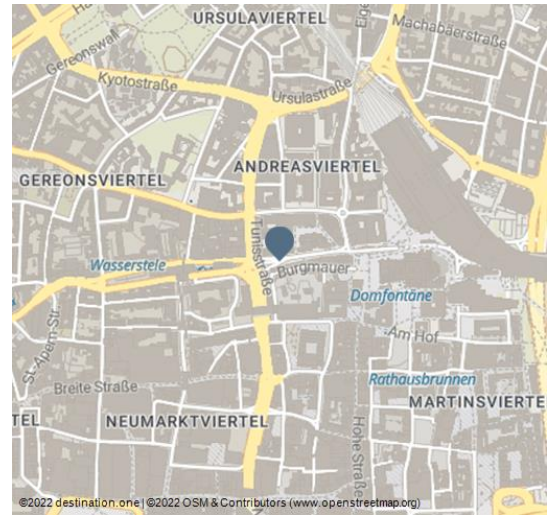 URSULAVIERTEL
Gereonswall
Machabäerstraße
Kyotostraße
Ursulastraße
ANDREASVIERTEL
GEREONSVIERTEL
Tunisstraße
Wasserstele
Burgmauer
Domfontäne
St.-Apern-Str.
Am Hof
Breite Straße
Rathausbrunnen
MARTINSVIERTE
TEL
NEUMARKTVIERTEL
Hohe Straße
©2022 destination.one | ©2022 OSM & Contributors (www.openstreetmap.org)